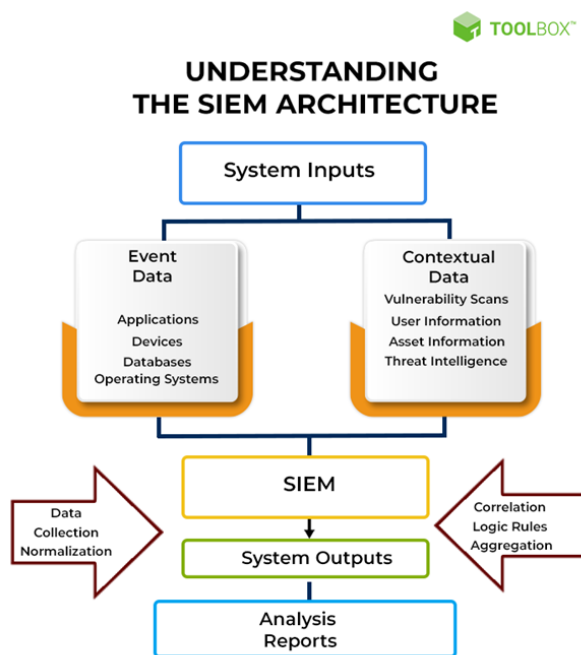 TOOLBOX™
UNDERSTANDING
THE SIEM ARCHITECTURE
System Inputs
Event
Data
Applications
Devices
Databases
Operating Systems
Contextual
Data
Vulnerability Scans
User Information
Asset Information
Threat Intelligence
SIEM
Data
Collection
Normalization
Correlation
Logic Rules
Aggregation
System Outputs
Analysis
Reports